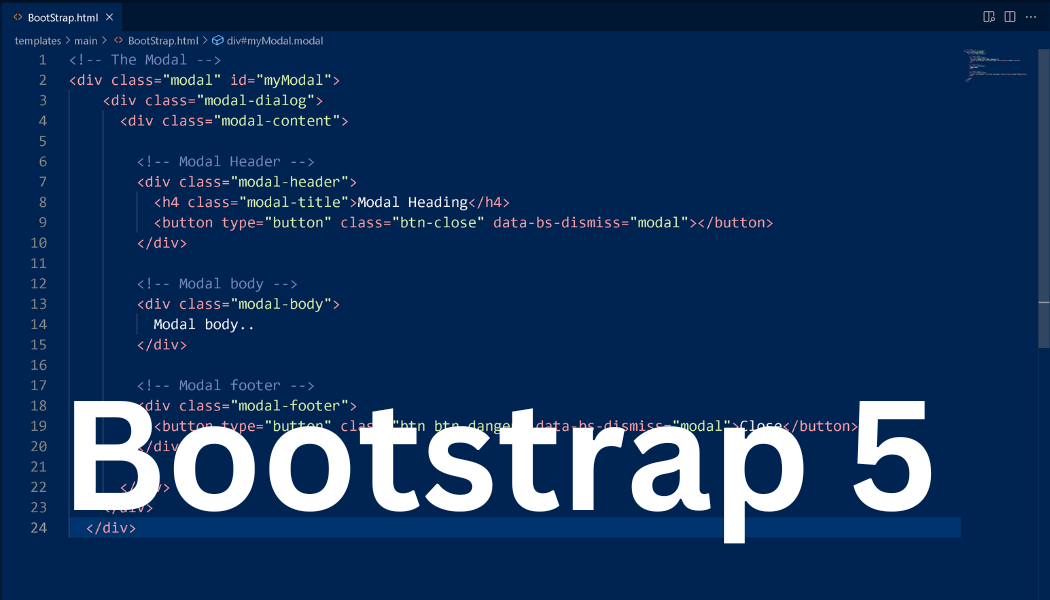 BootStrap.html
templates > main > BootStrap.html > div#myModal.modal
1 <!-- The Modal -->
2 <div class="modal" id="myModal">
3 <div class="modal-dialog">
4 <div class="modal-content">
5
6 <!-- Modal Header -->
7 <div class="modal-header">
8 <h4 class="modal-title">Modal Heading</h4>
9 <button type="button" class="btn-close" data-bs-dismiss="modal"></button>
10 </div>
11
12 <!-- Modal body -->
13 <div class="modal-body">
14 Modal body..
15 </div>
16
17 <!-- Modal footer -->
18 <div class="modal-footer">
19 <button type="button" class="btn btn-danger" data-bs-dismiss="modal">Close</button>
20 </div>
21
22 </div>
23 </div>
24 </div>
Bootstrap 5